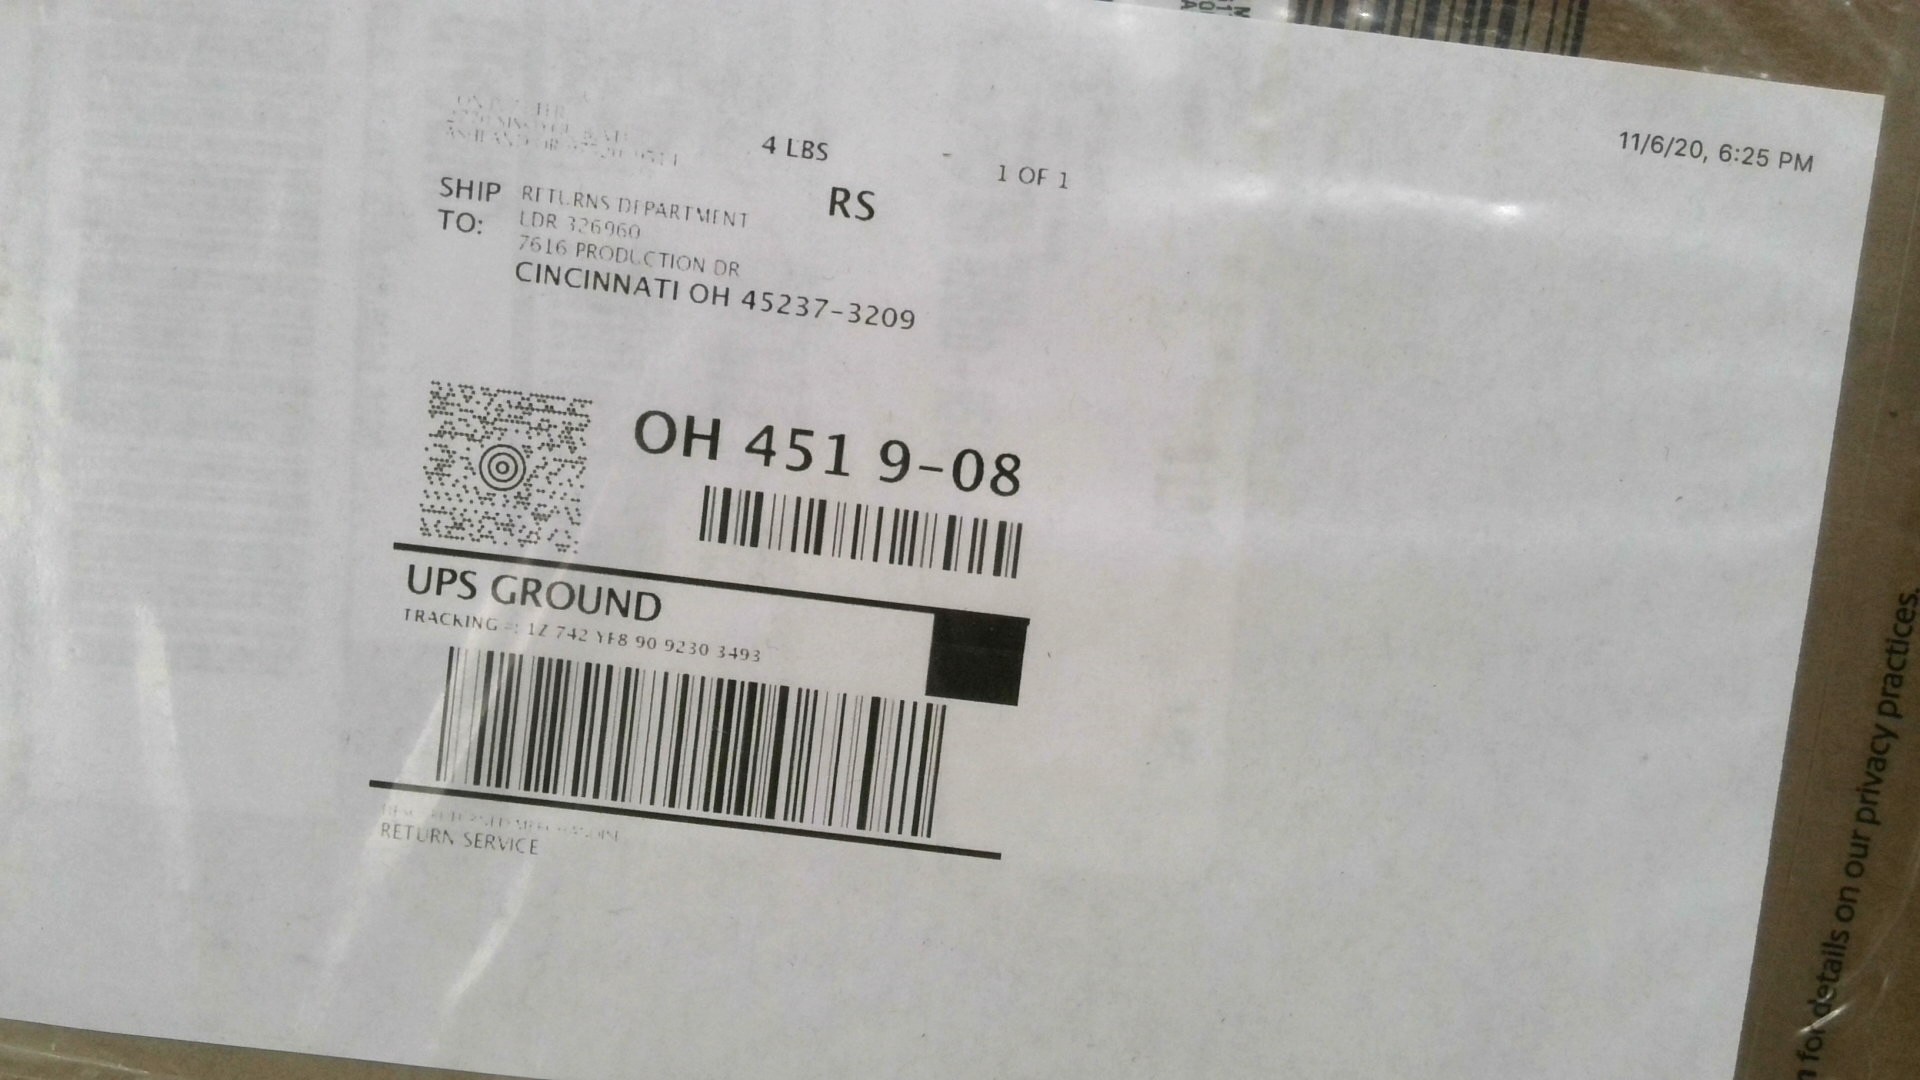 11/6/20, 6:25 PM
4 LBS
1 OF 1
RS
SHIP TO:
RETURNS DEPARTMENT
LDR 326960
7616 PRODUCTION DR
CINCINNATI OH 45237-3209
OH 451 9-08
UPS GROUND
TRACKING #: 1Z 742 YF8 90 9230 3493
RETURN SERVICE
for details on our privacy practices.